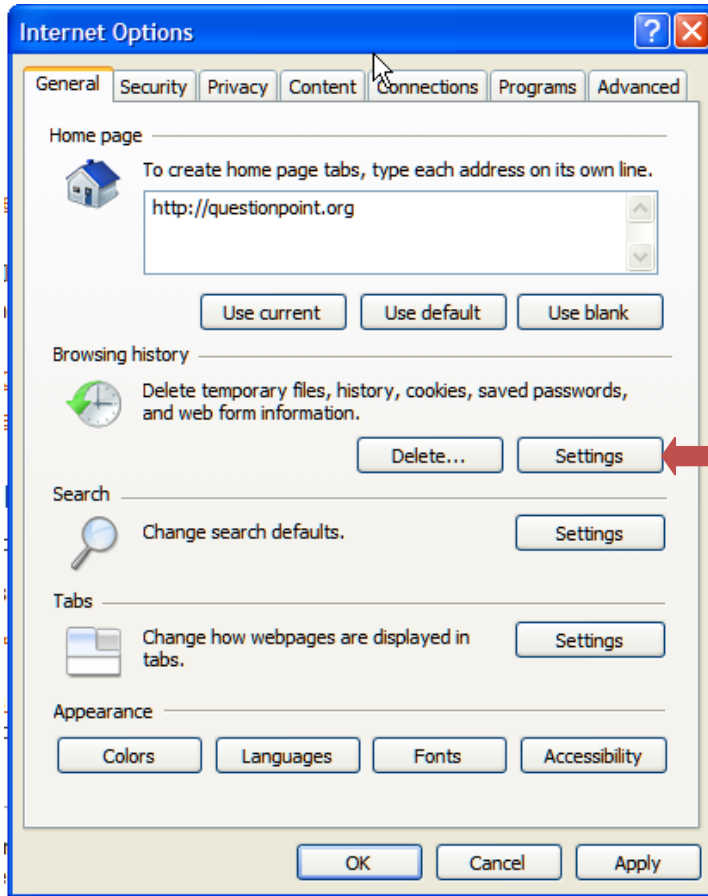 Internet Options
General Security Privacy Content Connections Programs Advanced
Home page
To create home page tabs, type each address on its own line.
http://questionpoint.org
Use current Use default Use blank
Browsing history
Delete temporary files, history, cookies, saved passwords,
and web form information.
Delete... Settings
Search
Change search defaults.
Settings
Tabs
Change how webpages are displayed in
tabs.
Settings
Appearance
Colors Languages Fonts Accessibility
OK Cancel Apply